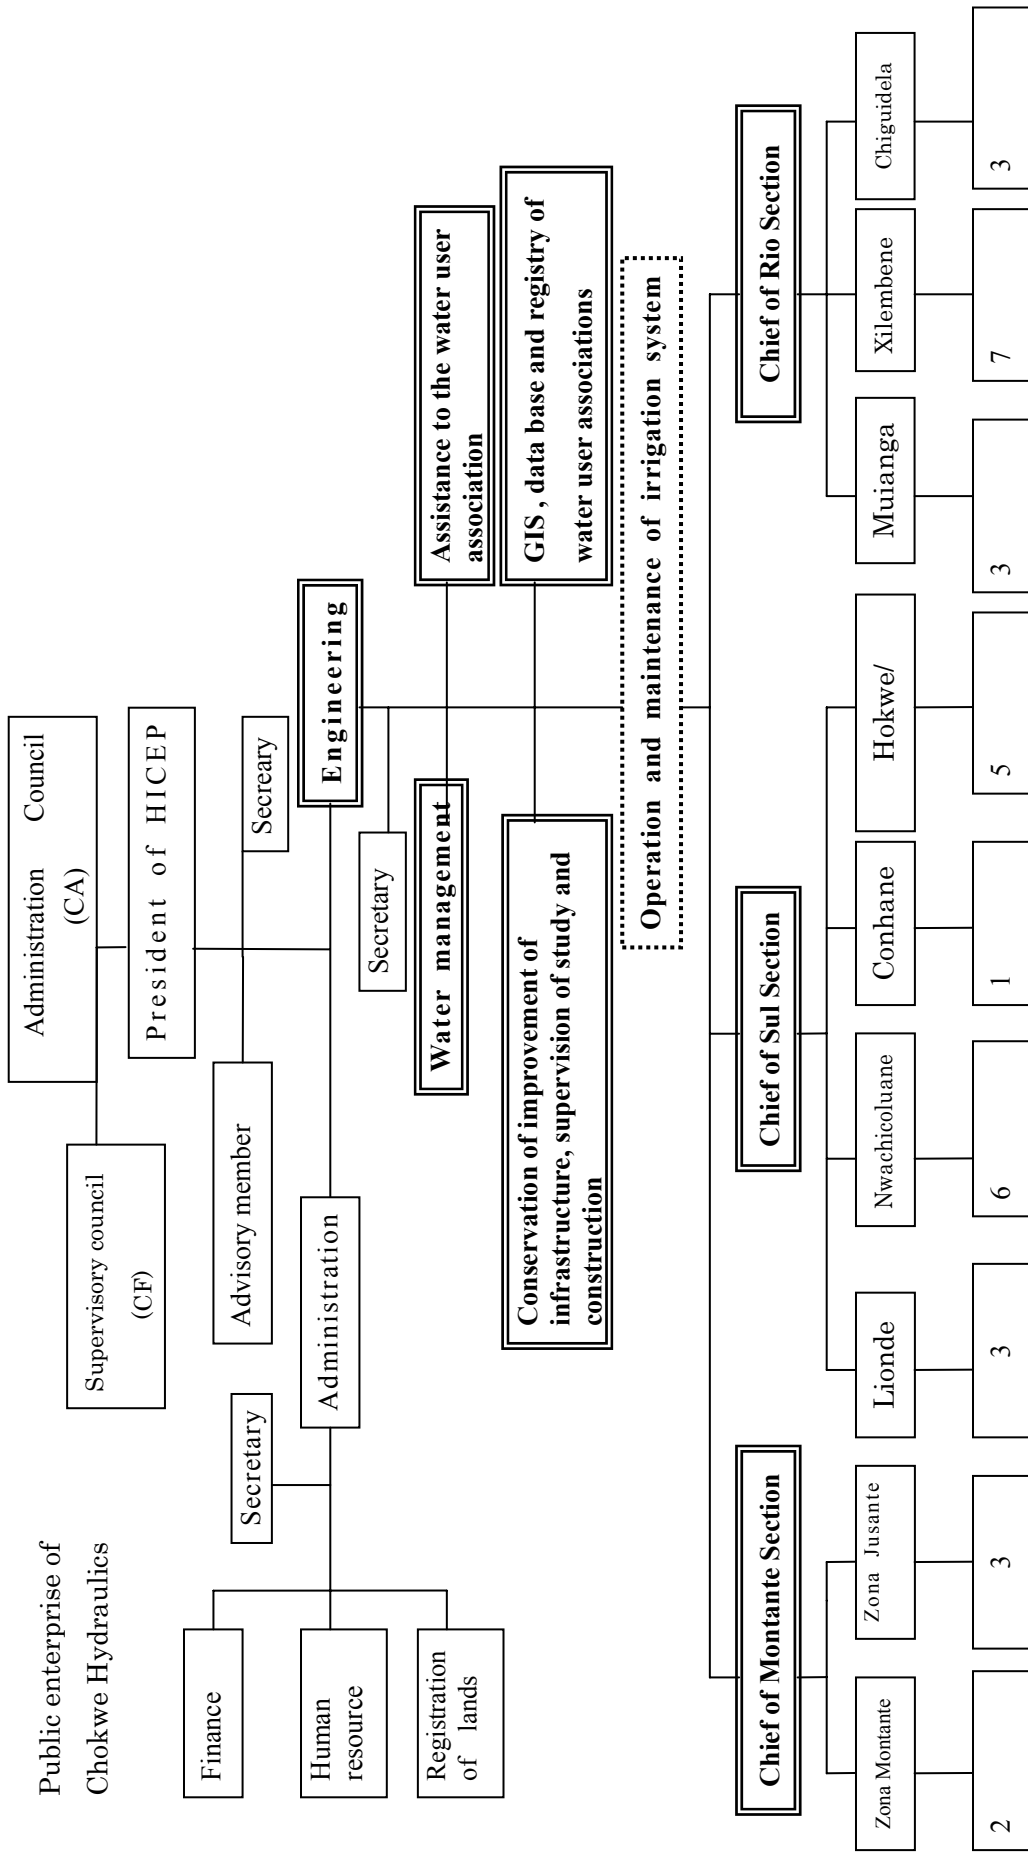 Public enterprise of
Chokwe Hydraulics
Administration Council
(CA)
Supervisory council
(CF)
President of HICEP
Advisory member
Secreary
Secretary
Administration
Engineering
Finance
Human
resource
Registration
of lands
Secretary
Water management
Assistance to the water user
association
Conservation of improvement of
infrastructure, supervision of study and
construction
GIS , data base and registry of
water user associations
Operation and maintenance of irrigation system
Chief of Montante Section
Chief of Sul Section
Chief of Rio Section
Zona Montante
Zona Jusante
Lionde
Nwachicoluane
Conhane
Hokwe/
Muianga
Xilembene
Chiguidela
2
3
3
6
1
5
3
7
3